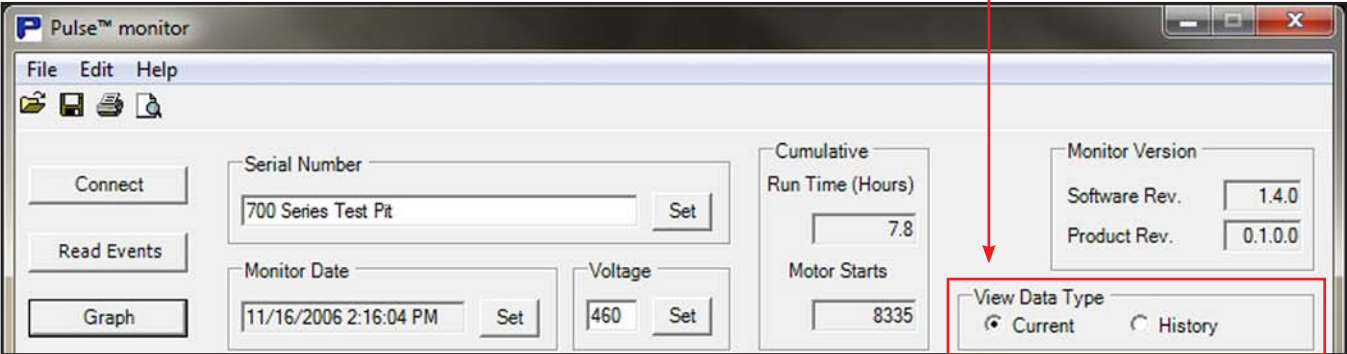 Pulse™ monitor
File Edit Help
Connect
Read Events
Graph
Serial Number
700 Series Test Pit
Set
Monitor Date
11/16/2006 2:16:04 PM
Set
Voltage
460
Set
Cumulative
Run Time (Hours)
7.8
Motor Starts
8335
Monitor Version
Software Rev. 1.4.0
Product Rev. 0.1.0.0
View Data Type
Current History